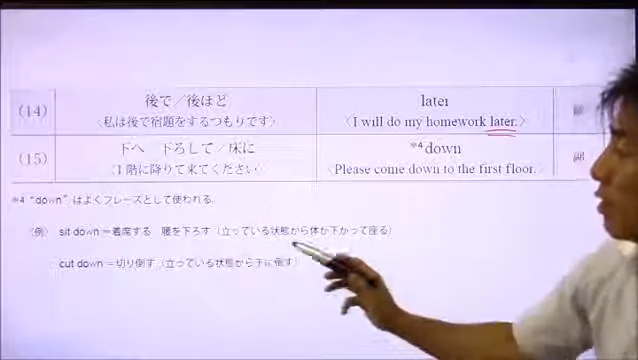 (14) 後で／後ほど later
〈私は後で宿題をするつもりです〉 〈I will do my homework later.〉
(15) 下へ 下ろして／床に *4down 副
〈1階に降りて来てください〉 〈Please come down to the first floor.〉
*4 “down”はよくフレーズとして使われる。
〈例〉 sit down＝着席する 腰を下ろす（立っている状態から体が下がって座る）
cut down＝切り倒す（立っている状態から下に倒す）